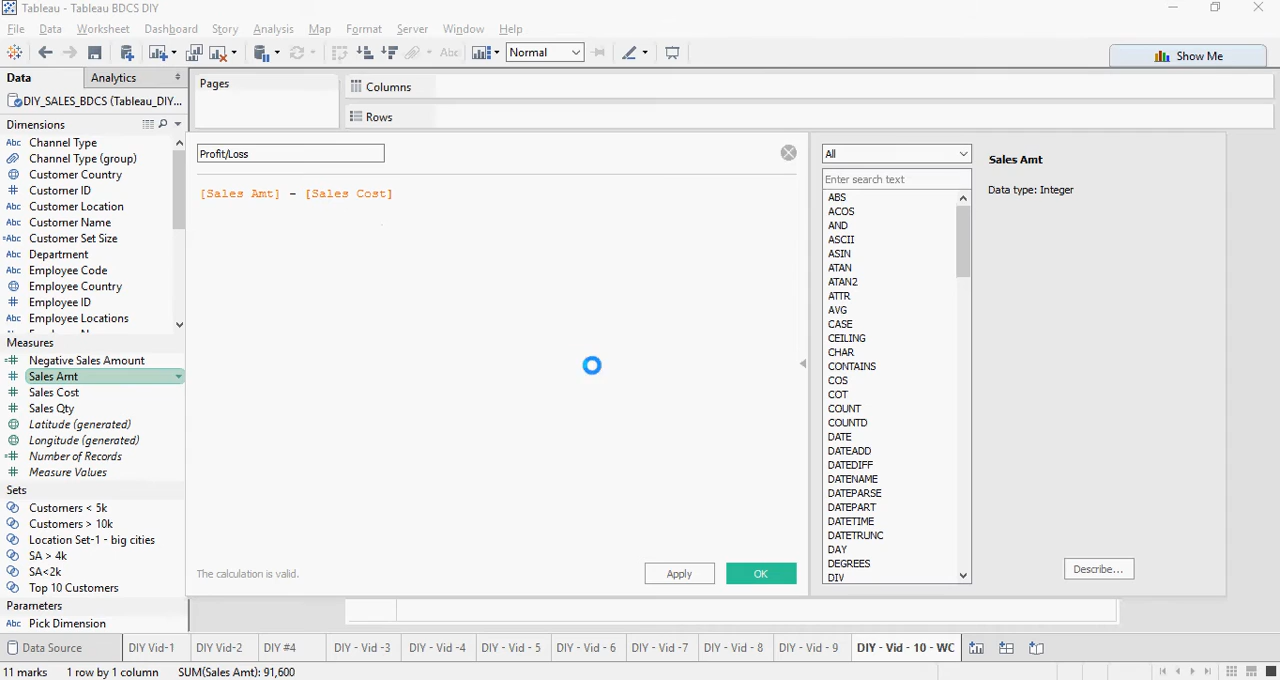 Tableau - Tableau BDCS DIY
File Data Worksheet Dashboard Story Analysis Map Format Server Window Help
Abc Normal Show Me
Data Analytics Pages Columns
DIY_SALES_BDCS (Tableau_DIY...
Dimensions Rows
Abc Channel Type
Channel Type (group)
Customer Country
Customer ID
Abc Customer Location
Abc Customer Name
Abc Customer Set Size
Abc Department
Abc Employee Code
Employee Country
Employee ID
Abc Employee Locations
Measures
Negative Sales Amount
Sales Amt
Sales Cost
Sales Qty
Latitude (generated)
Longitude (generated)
Number of Records
Measure Values
Sets
Customers < 5k
Customers > 10k
Location Set-1 - big cities
SA > 4k
SA<2k
Top 10 Customers
Parameters
Abc Pick Dimension
Profit/Loss
[Sales Amt] - [Sales Cost]
The calculation is valid.
Apply OK
All
Enter search text
ABS
ACOS
AND
ASCII
ASIN
ATAN
ATAN2
ATTR
AVG
CASE
CEILING
CHAR
CONTAINS
COS
COT
COUNT
COUNTD
DATE
DATEADD
DATEDIFF
DATENAME
DATEPARSE
DATEPART
DATETIME
DATETRUNC
DAY
DEGREES
DIV
Sales Amt
Data type: Integer
Describe...
Data Source DIY Vid-1 DIY Vid-2 DIY #4 DIY - Vid -3 DIY - Vid -4 DIY - Vid - 5 DIY - Vid - 6 DIY - Vid -7 DIY - Vid - 8 DIY - Vid - 9 DIY - Vid - 10 - WC
11 marks 1 row by 1 column SUM(Sales Amt): 91,600